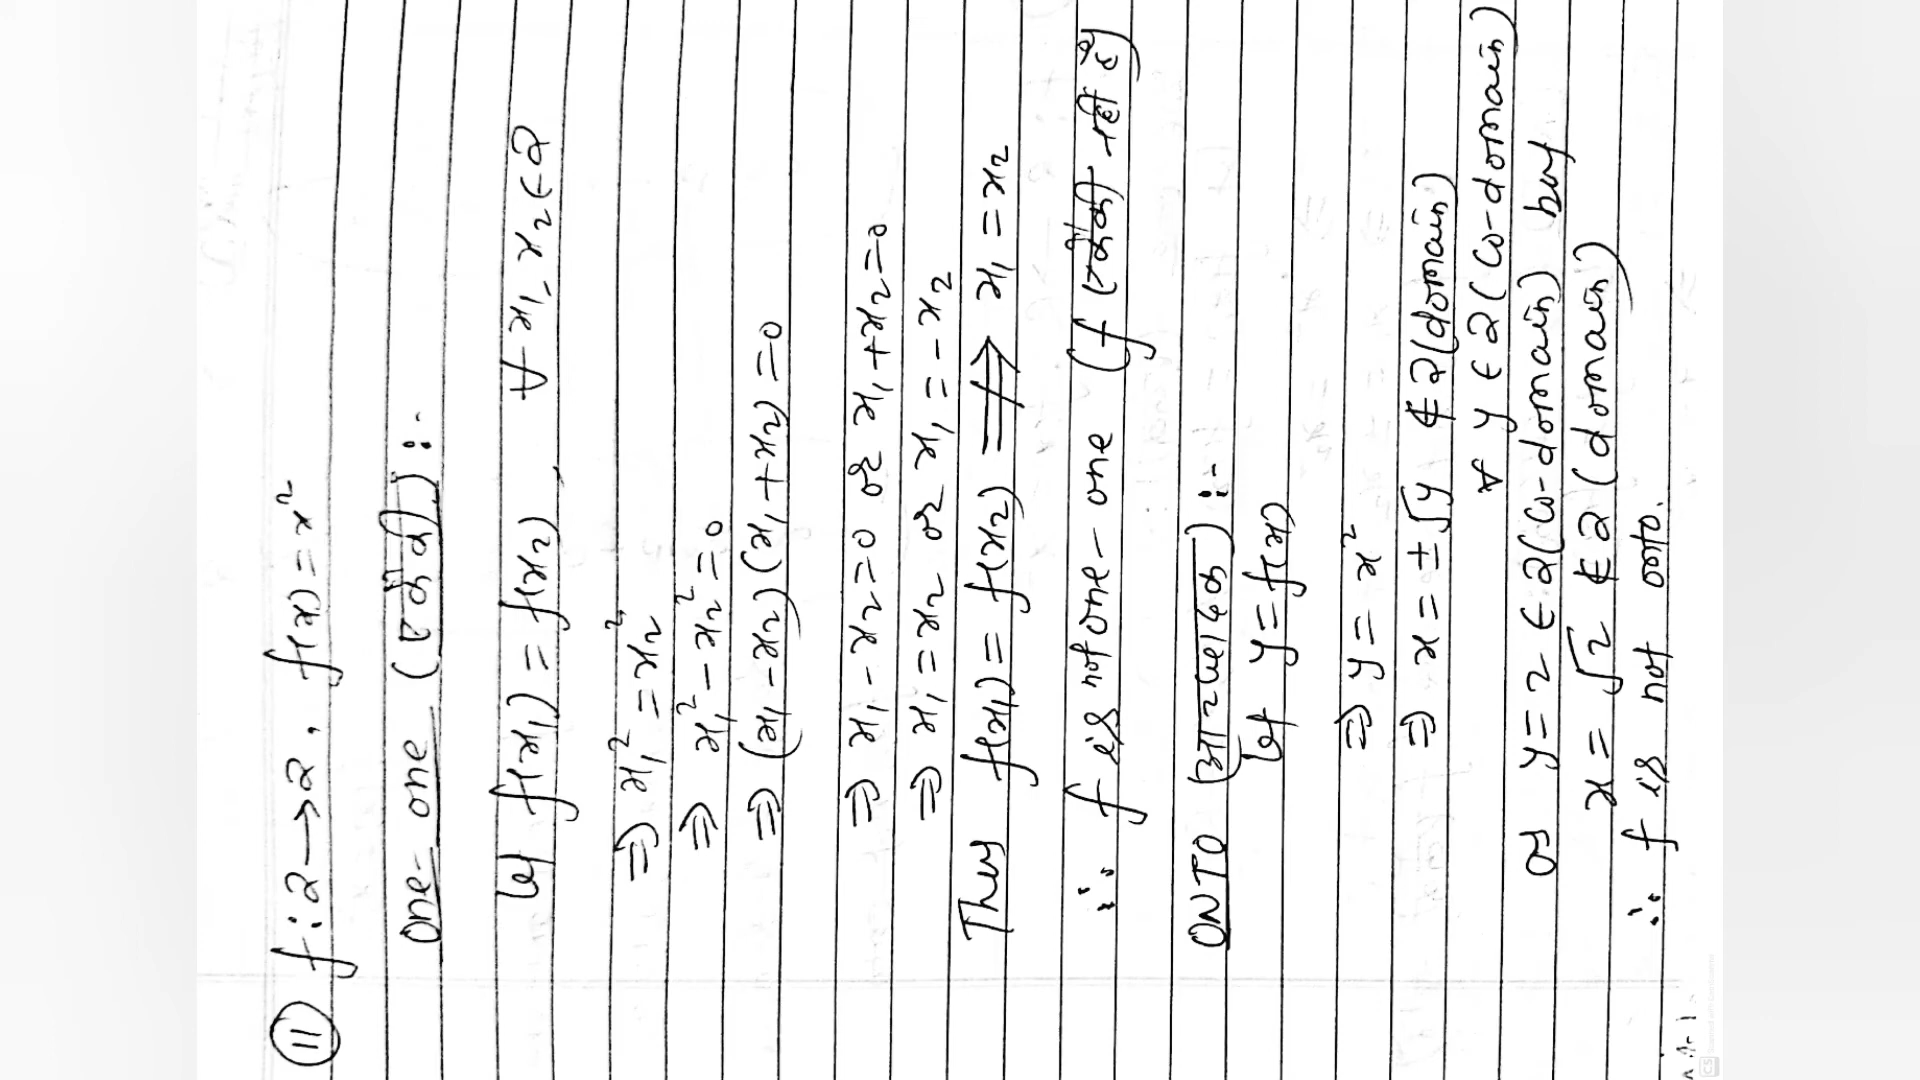 (II) f : Z → Z , f(x) = x²
One-one (एकैकी) :-
Let f(x₁) = f(x₂) , ∀ x₁, x₂ ∈ Z
⇒ x₁² = x₂²
⇒ x₁² - x₂² = 0
⇒ (x₁ - x₂) (x₁ + x₂) = 0
⇒ x₁ - x₂ = 0 or x₁ + x₂ = 0
⇒ x₁ = x₂ or x₁ = - x₂
Thus f(x₁) = f(x₂) ⇏ x₁ = x₂
∴ f is not one-one (f एकैकी नहीं है)
ONTO (आच्छादक) :-
Let y = f(x)
⇒ y = x²
⇒ x = ± √y ∉ Z (domain)
∀ y ∈ Z (Co-domain)
as y = 2 ∈ Z (Co-domain) but
x = √2 ∉ Z (domain)
∴ f is not onto.